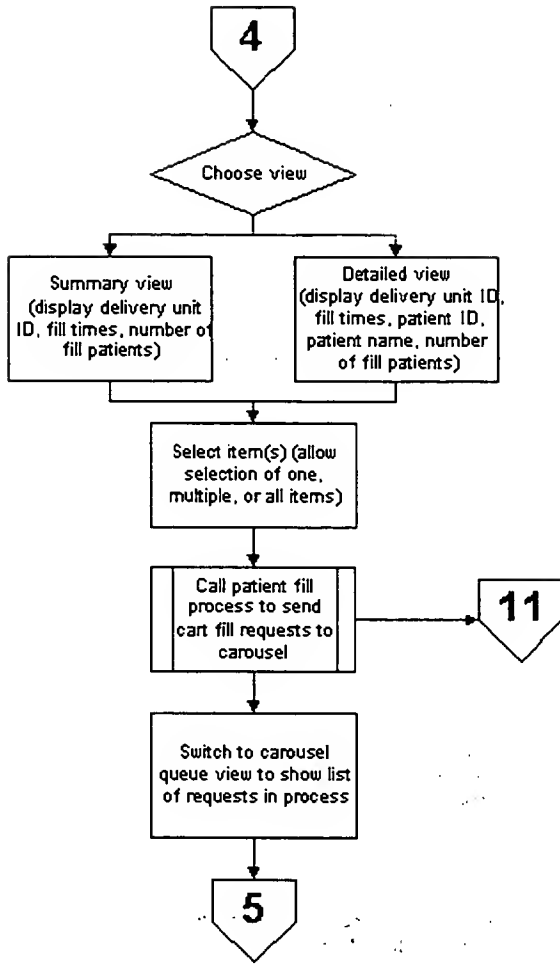 4
Choose view
Summary view
(display delivery unit
ID, fill times, number of
fill patients)
Detailed view
(display delivery unit ID,
fill times, patient ID,
patient name, number
of fill patients)
Select item(s) (allow
selection of one,
multiple, or all items)
Call patient fill
process to send
cart fill requests to
carousel
11
Switch to carousel
queue view to show list
of requests in process
5